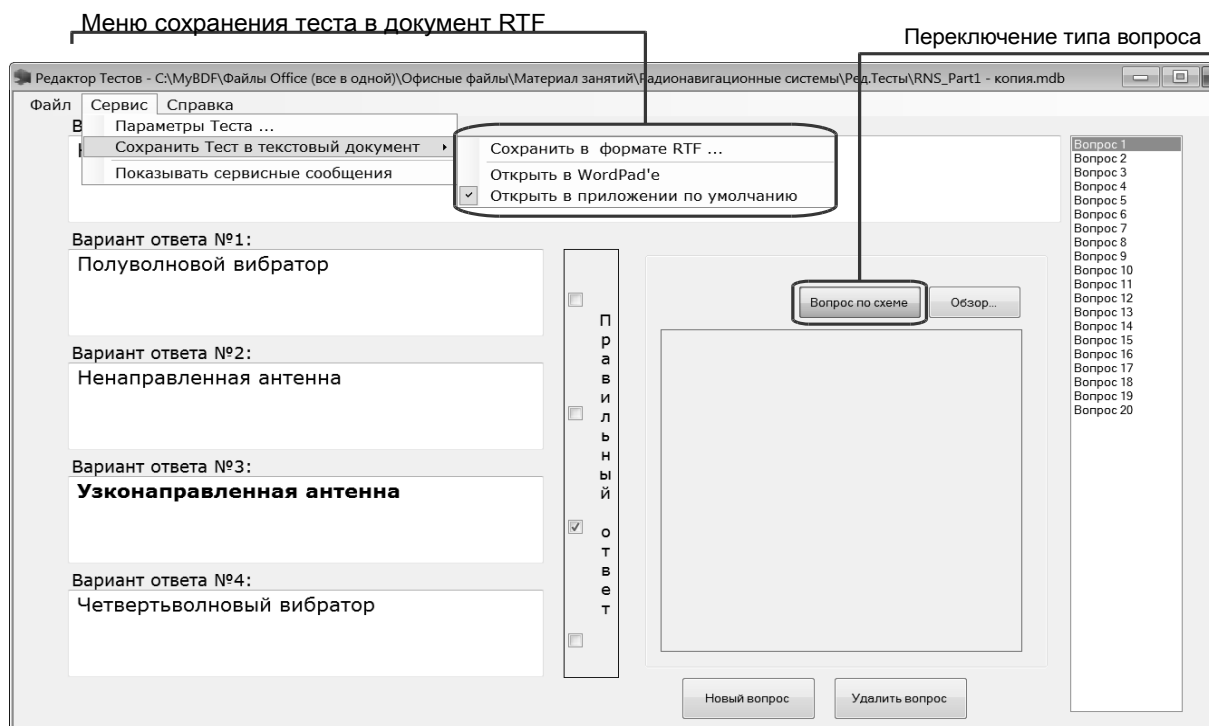 Меню сохранения теста в документ RTF
Переключение типа вопроса
Редактор Тестов - C:\MyBDF\Файлы Office (все в одной)\Офисные файлы\Материал занятий\Радионавигационные системы\Ред.Тесты\RNS_Part1 - копия.mdb
Файл Сервис Справка
Параметры Теста ...
Сохранить Тест в текстовый документ
Показывать сервисные сообщения
Сохранить в формате RTF ...
Открыть в WordPad'е
Открыть в приложении по умолчанию
Вариант ответа №1:
Полуволновой вибратор
Вариант ответа №2:
Ненаправленная антенна
Вариант ответа №3:
Узконаправленная антенна
Вариант ответа №4:
Четвертьволновый вибратор
Правильный ответ
Вопрос по схеме
Обзор...
Новый вопрос
Удалить вопрос
Вопрос 1
Вопрос 2
Вопрос 3
Вопрос 4
Вопрос 5
Вопрос 6
Вопрос 7
Вопрос 8
Вопрос 9
Вопрос 10
Вопрос 11
Вопрос 12
Вопрос 13
Вопрос 14
Вопрос 15
Вопрос 16
Вопрос 17
Вопрос 18
Вопрос 19
Вопрос 20